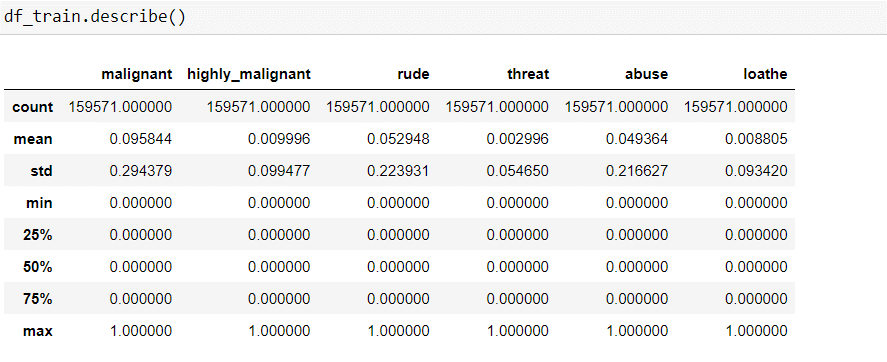 df_train.describe()
malignant highly_malignant rude threat abuse loathe
count 159571.000000 159571.000000 159571.000000 159571.000000 159571.000000 159571.000000
mean 0.095844 0.009996 0.052948 0.002996 0.049364 0.008805
std 0.294379 0.099477 0.223931 0.054650 0.216627 0.093420
min 0.000000 0.000000 0.000000 0.000000 0.000000 0.000000
25% 0.000000 0.000000 0.000000 0.000000 0.000000 0.000000
50% 0.000000 0.000000 0.000000 0.000000 0.000000 0.000000
75% 0.000000 0.000000 0.000000 0.000000 0.000000 0.000000
max 1.000000 1.000000 1.000000 1.000000 1.000000 1.000000